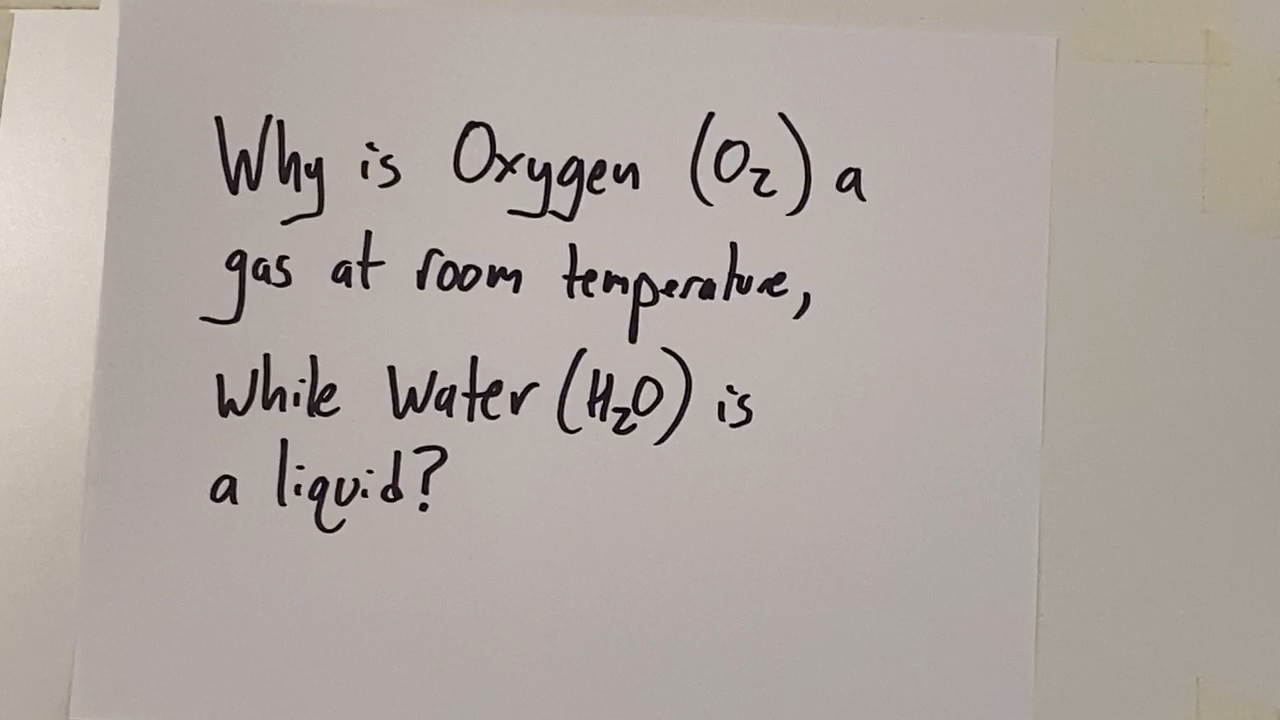 Why is Oxygen (O₂) a
gas at room temperature,
while Water (H₂O) is
a liquid?